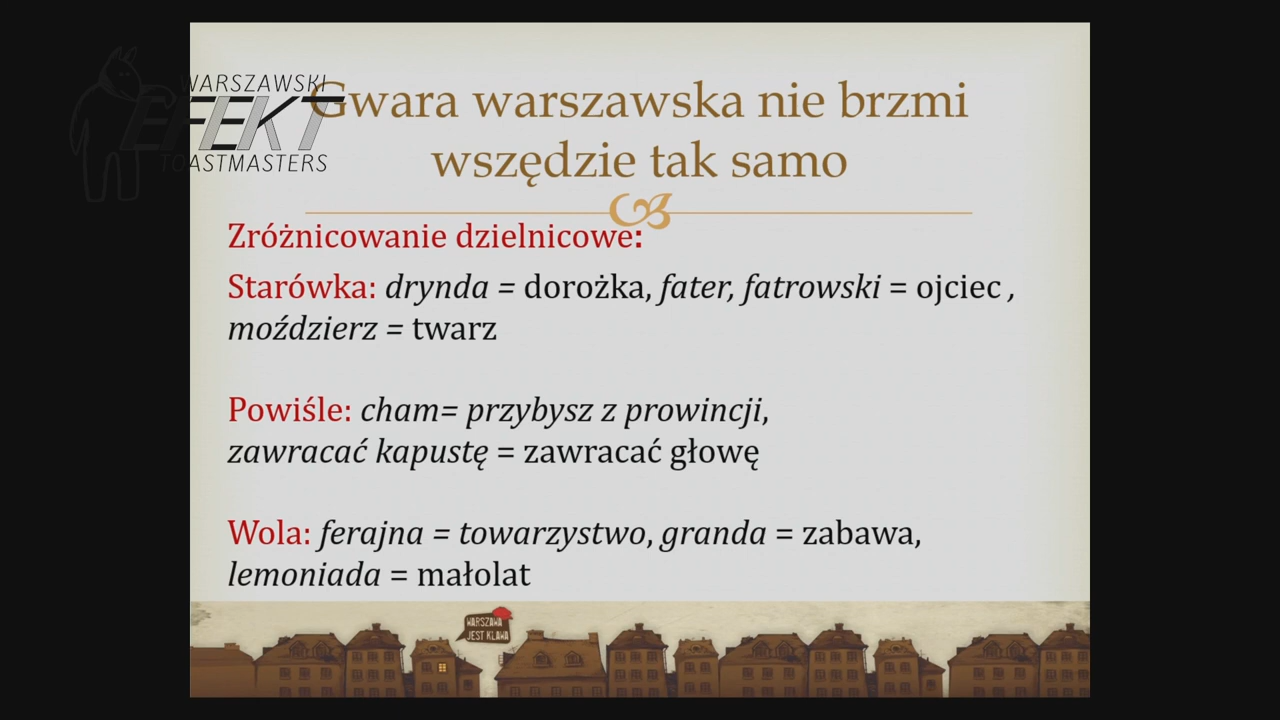 WARSZAWSKI
EFEKT
TOASTMASTERS
Gwara warszawska nie brzmi
wszędzie tak samo
Zróżnicowanie dzielnicowe:
Starówka: drynda = dorożka, fater, fatrowski = ojciec ,
moździerz = twarz
Powiśle: cham= przybysz z prowincji,
zawracać kapustę = zawracać głowę
Wola: ferajna = towarzystwo, granda = zabawa,
lemoniada = małolat
WARSZAWA
JEST KLAWA